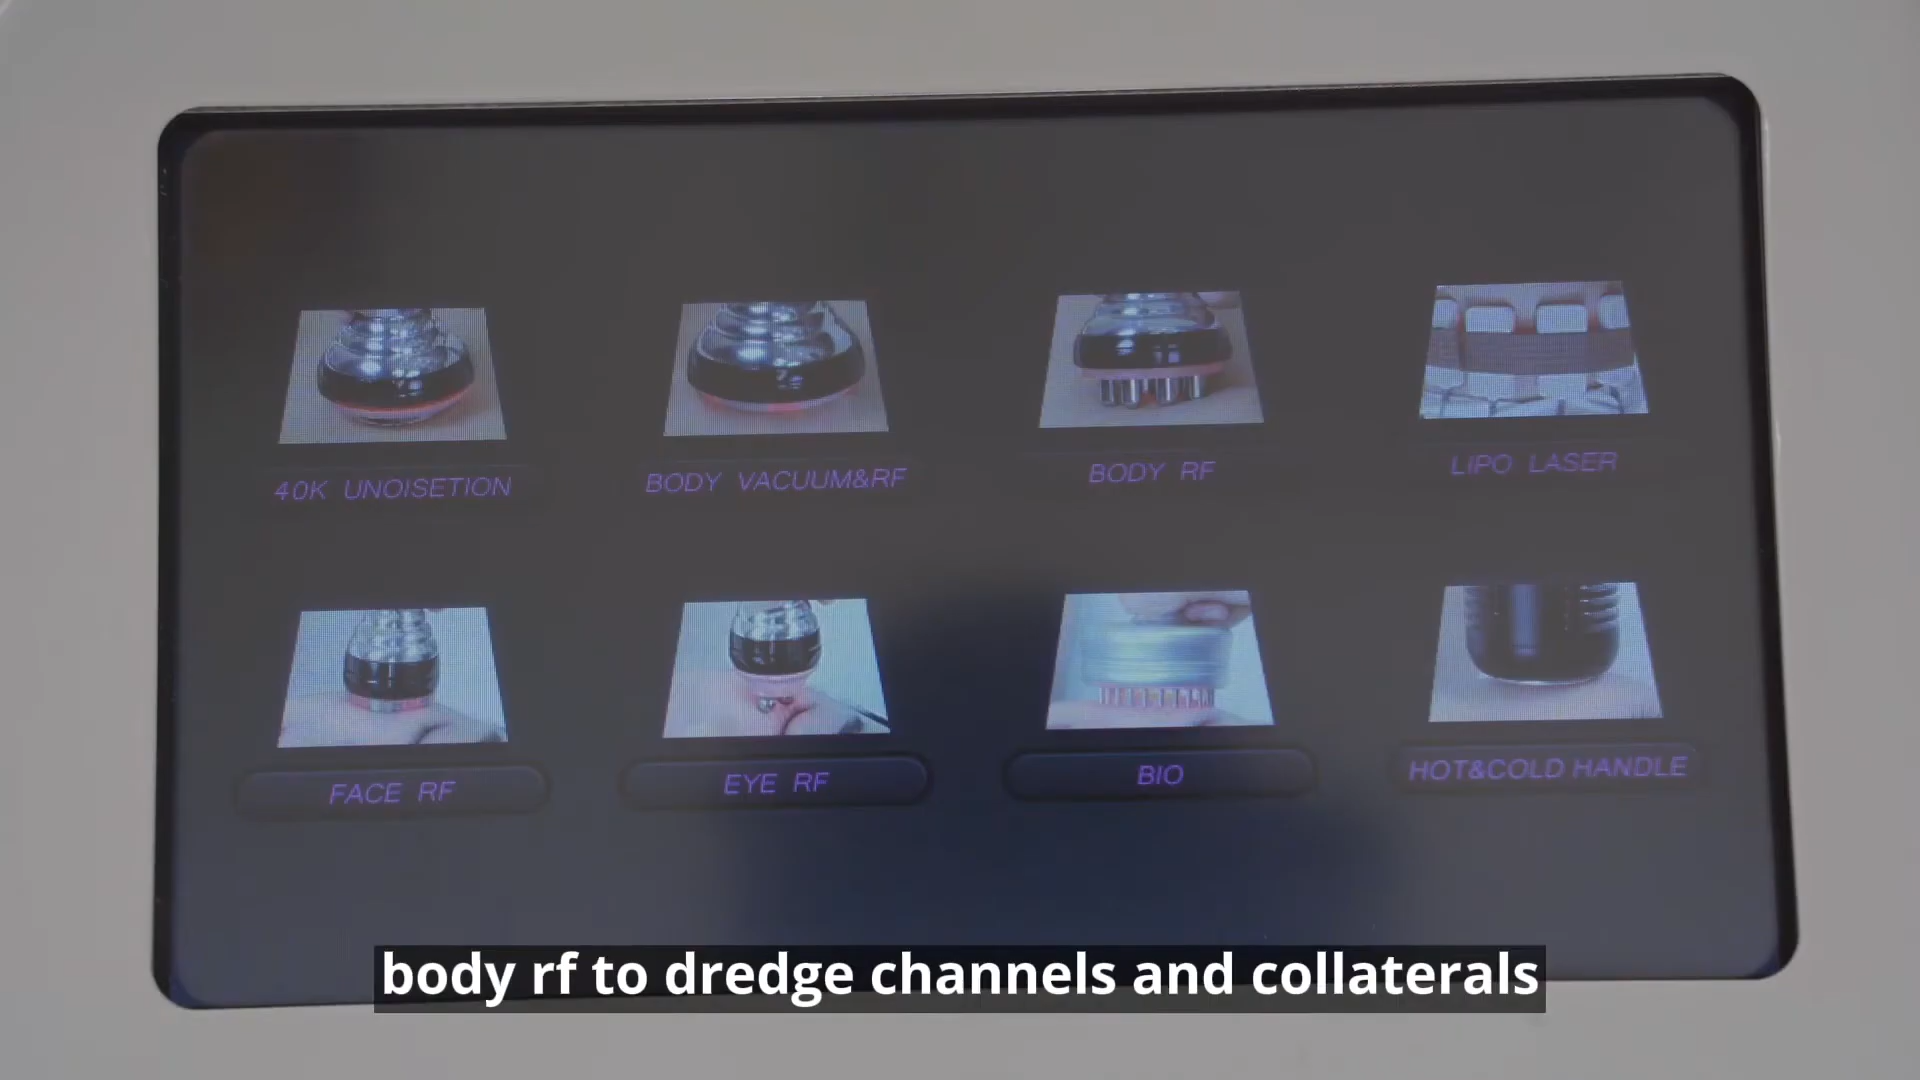 40K UNOISETION
BODY VACUUM&RF
BODY RF
LIPO LASER
FACE RF
EYE RF
BIO
HOT&COLD HANDLE
body rf to dredge channels and collaterals